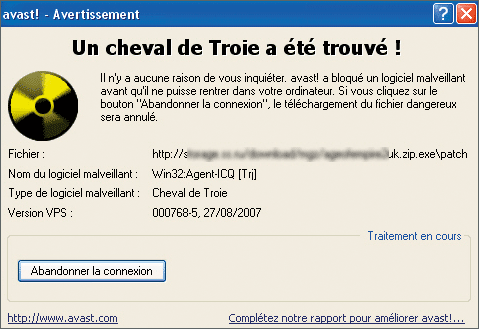 avast! - Avertissement
Un cheval de Troie a été trouvé !
Il n'y a aucune raison de vous inquiéter. avast! a bloqué un logiciel malveillant
avant qu'il ne puisse rentrer dans votre ordinateur. Si vous cliquez sur le
bouton "Abandonner la connexion", le téléchargement du fichier dangereux
sera annulé.
Fichier : http://s uk.zip.exe\patch
Nom du logiciel malveillant : Win32:Agent-ICQ [Trj]
Type de logiciel malveillant : Cheval de Troie
Version VPS : 000768-5, 27/08/2007
Traitement en cours
Abandonner la connexion
http://www.avast.com Complétez notre rapport pour améliorer avast!...